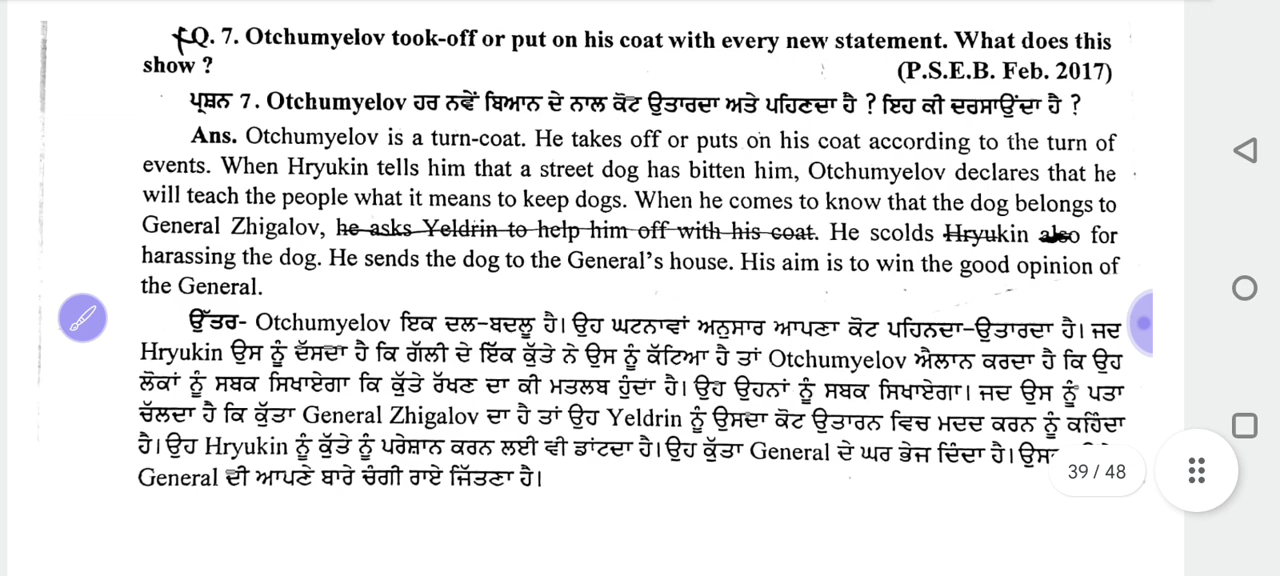 Q. 7. Otchumyelov took-off or put on his coat with every new statement. What does this
show ? (P.S.E.B. Feb. 2017)
ਪ੍ਰਸ਼ਨ 7. Otchumyelov ਹਰ ਨਵੇਂ ਬਿਆਨ ਦੇ ਨਾਲ ਕੋਟ ਉਤਾਰਦਾ ਅਤੇ ਪਹਿਣਦਾ ਹੈ ? ਇਹ ਕੀ ਦਰਸਾਉਂਦਾ ਹੈ ?
Ans. Otchumyelov is a turn-coat. He takes off or puts on his coat according to the turn of
events. When Hryukin tells him that a street dog has bitten him, Otchumyelov declares that he
will teach the people what it means to keep dogs. When he comes to know that the dog belongs to
General Zhigalov, he asks Yeldrin to help him off with his coat. He scolds Hryukin also for
harassing the dog. He sends the dog to the General's house. His aim is to win the good opinion of
the General.
ਉੱਤਰ- Otchumyelov ਇਕ ਦਲ-ਬਦਲੂ ਹੈ। ਉਹ ਘਟਨਾਵਾਂ ਅਨੁਸਾਰ ਆਪਣਾ ਕੋਟ ਪਹਿਨਦਾ-ਉਤਾਰਦਾ ਹੈ। ਜਦ
Hryukin ਉਸ ਨੂੰ ਦੱਸਦਾ ਹੈ ਕਿ ਗੱਲੀ ਦੇ ਇੱਕ ਕੁੱਤੇ ਨੇ ਉਸ ਨੂੰ ਕੱਟਿਆ ਹੈ ਤਾਂ Otchumyelov ਐਲਾਨ ਕਰਦਾ ਹੈ ਕਿ ਉਹ
ਲੋਕਾਂ ਨੂੰ ਸਬਕ ਸਿਖਾਏਗਾ ਕਿ ਕੁੱਤੇ ਰੱਖਣ ਦਾ ਕੀ ਮਤਲਬ ਹੁੰਦਾ ਹੈ। ਉਹ ਉਹਨਾਂ ਨੂੰ ਸਬਕ ਸਿਖਾਏਗਾ। ਜਦ ਉਸ ਨੂੰ ਪਤਾ
ਚੱਲਦਾ ਹੈ ਕਿ ਕੁੱਤਾ General Zhigalov ਦਾ ਹੈ ਤਾਂ ਉਹ Yeldrin ਨੂੰ ਉਸਦਾ ਕੋਟ ਉਤਾਰਨ ਵਿਚ ਮਦਦ ਕਰਨ ਨੂੰ ਕਹਿੰਦਾ
ਹੈ। ਉਹ Hryukin ਨੂੰ ਕੁੱਤੇ ਨੂੰ ਪਰੇਸ਼ਾਨ ਕਰਨ ਲਈ ਵੀ ਡਾਂਟਦਾ ਹੈ। ਉਹ ਕੁੱਤਾ General ਦੇ ਘਰ ਭੇਜ ਦਿੰਦਾ ਹੈ।
General ਦੀ ਆਪਣੇ ਬਾਰੇ ਚੰਗੀ ਰਾਏ ਜਿੱਤਣਾ ਹੈ।
39 / 48